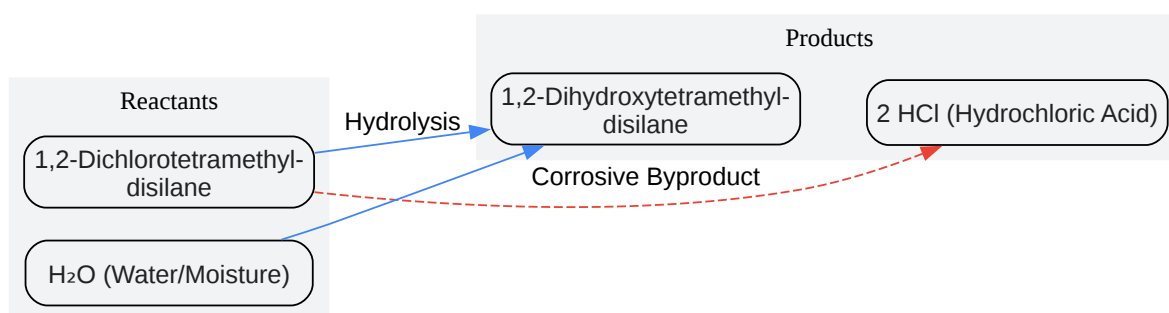 Products
Reactants
1,2-Dihydroxytetramethyl-
disilane
2 HCl (Hydrochloric Acid)
Hydrolysis
1,2-Dichlorotetramethyl-
disilane
Corrosive Byproduct
H₂O (Water/Moisture)